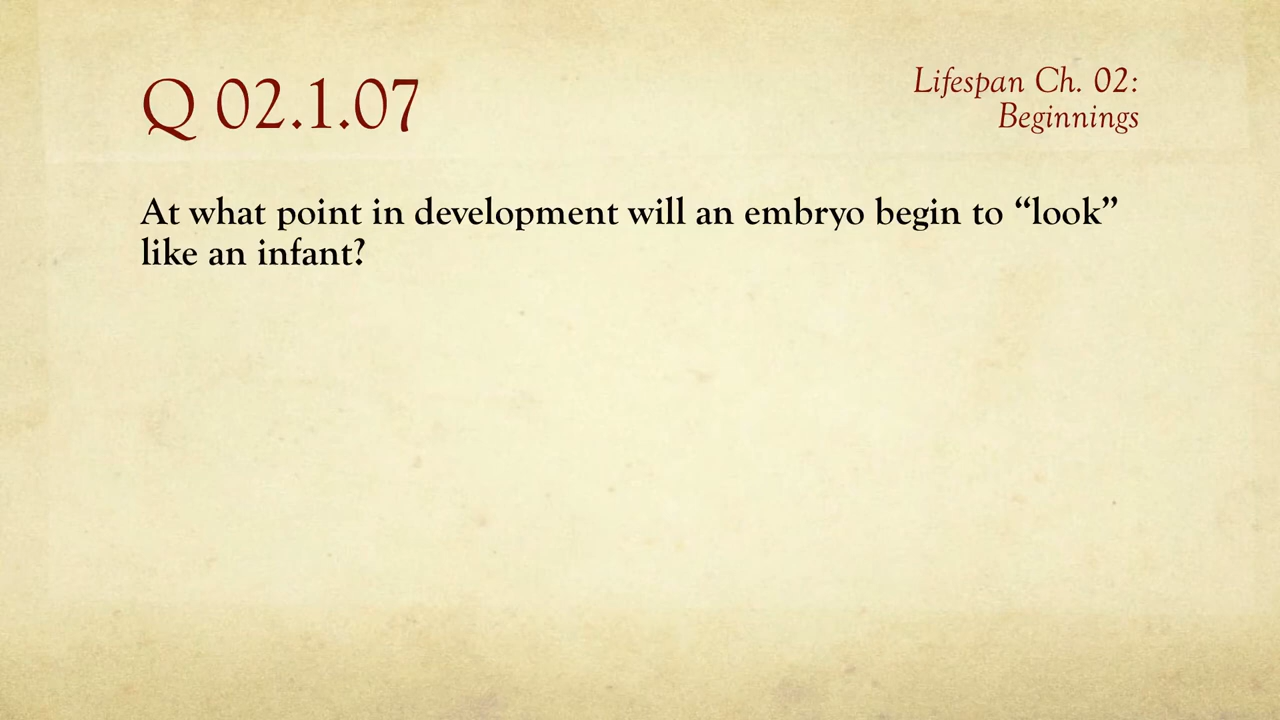 Q 02.1.07
Lifespan Ch. 02:
Beginnings
At what point in development will an embryo begin to “look”
like an infant?